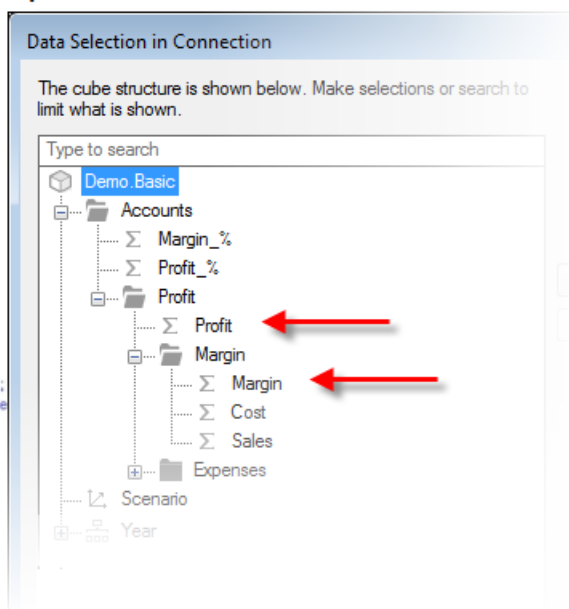 Data Selection in Connection
The cube structure is shown below. Make selections or search to
limit what is shown.
Type to search
Demo.Basic
Accounts
Margin_%
Profit_%
Profit
Profit
Margin
Margin
Cost
Sales
Expenses
Scenario
Year